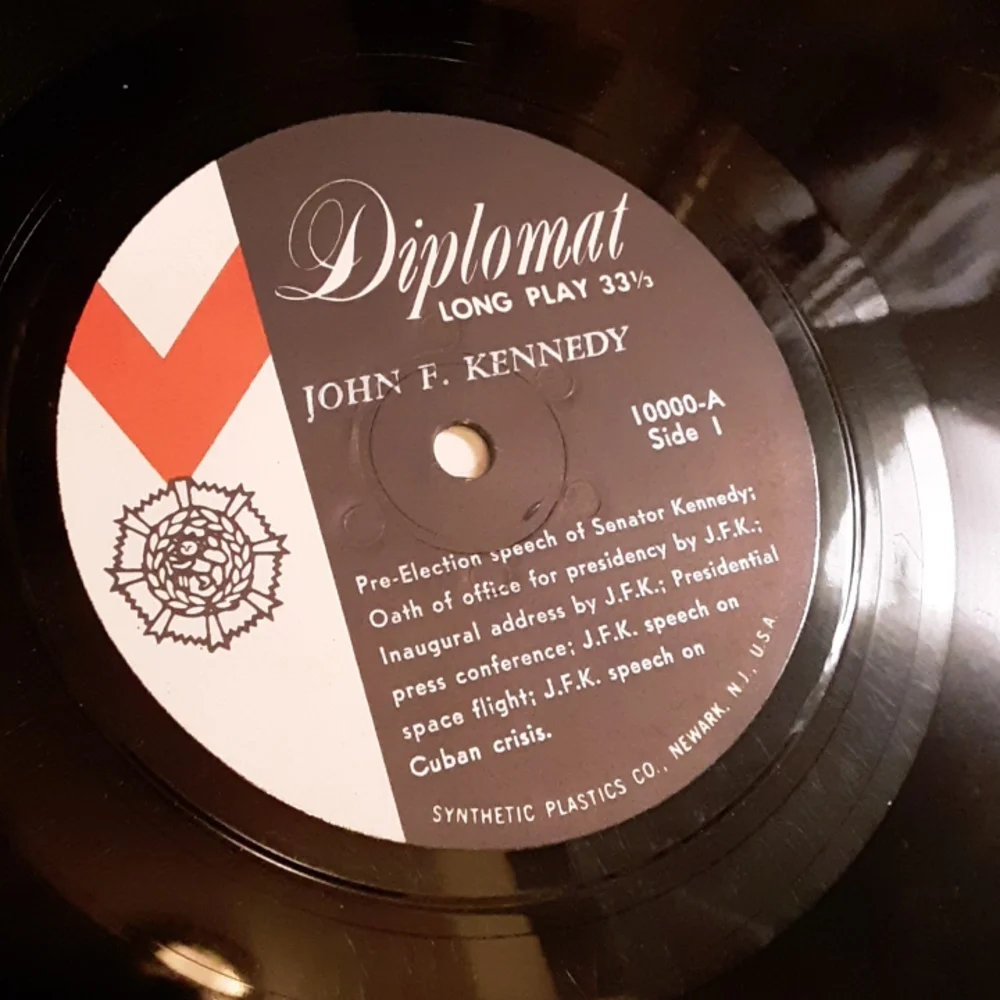 Diplomat
LONG PLAY 33⅓
JOHN F. KENNEDY
10000-A
Side 1
Pre-Election speech of Senator Kennedy;
Oath of office for presidency by J.F.K.;
Inaugural address by J.F.K.; Presidential
press conference; J.F.K. speech on
space flight; J.F.K. speech on
Cuban crisis.
SYNTHETIC PLASTICS CO., NEWARK, N.J., U.S.A.